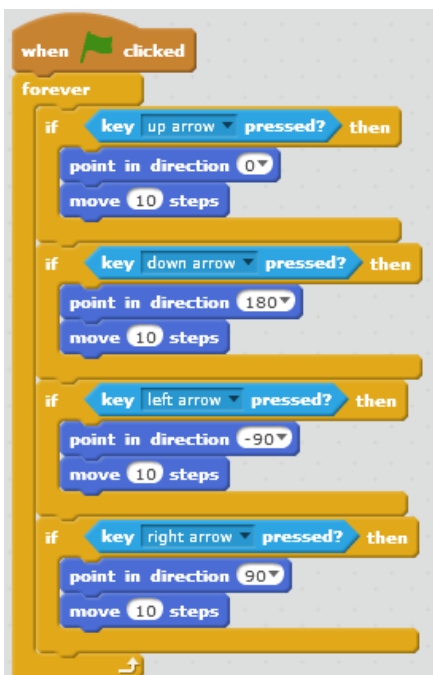 when clicked
forever
if key up arrow pressed? then
point in direction 0
move 10 steps
if key down arrow pressed? then
point in direction 180
move 10 steps
if key left arrow pressed? then
point in direction -90
move 10 steps
if key right arrow pressed? then
point in direction 90
move 10 steps